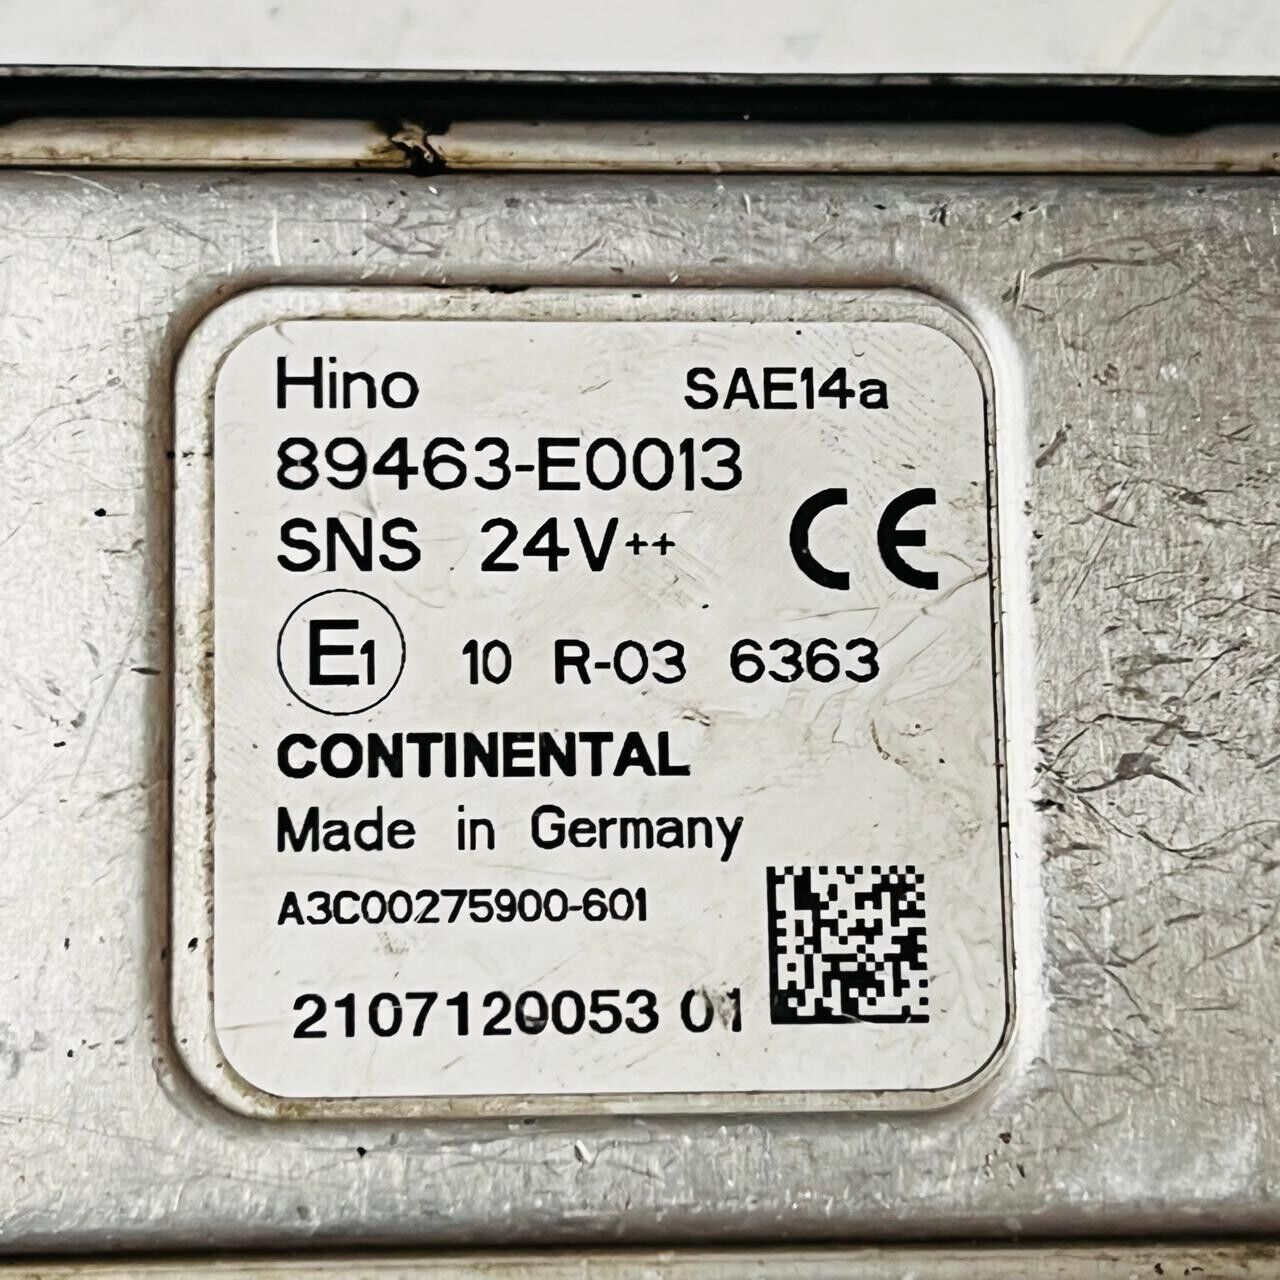 Hino SAE14a
89463-E0013
SNS 24V++ CE
E1 10 R-03 6363
CONTINENTAL
Made in Germany
A3C00275900-601
2107120053 01